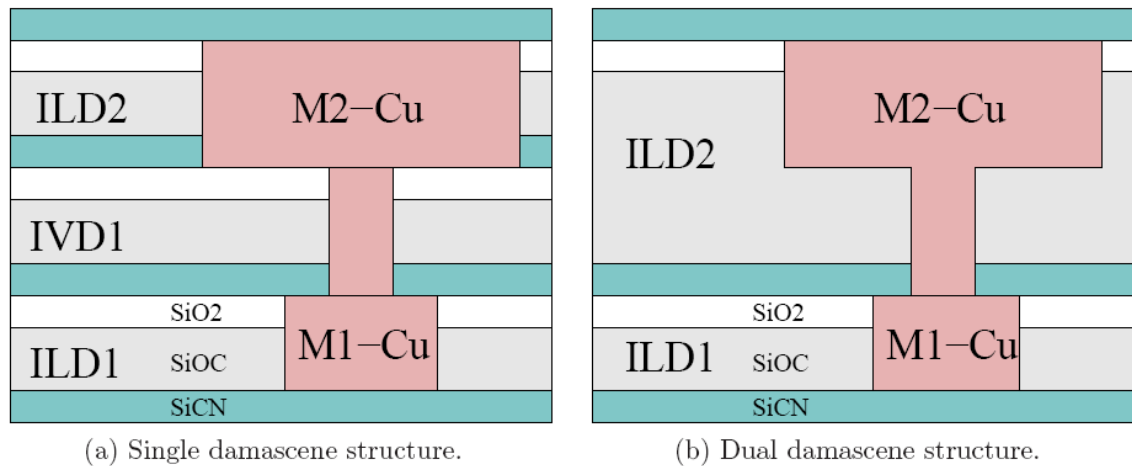 ILD2
M2−Cu
IVD1
SiO2
ILD1
SiOC
M1−Cu
SiCN
(a) Single damascene structure.
M2−Cu
ILD2
SiO2
ILD1
SiOC
M1−Cu
SiCN
(b) Dual damascene structure.